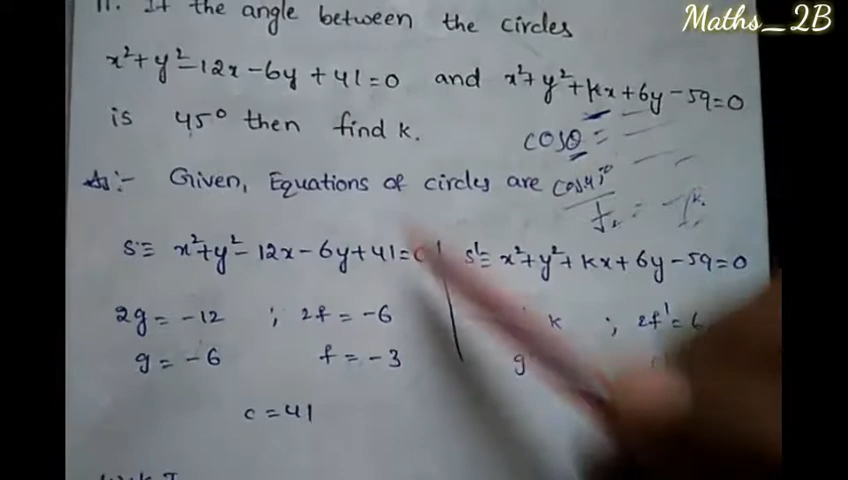 Maths_2B
11. If the angle between the circles
x²+y²-12x-6y+41=0 and x²+y²+kx+6y-59=0
is 45° then find k.
cosθ =
A:- Given, Equations of circles are cos45°
S≡ x²+y²-12x-6y+41=0 S'≡ x²+y²+kx+6y-59=0
2g = -12 ; 2f = -6 k ; 2f' = 6
g = -6 f = -3 g
c = 41